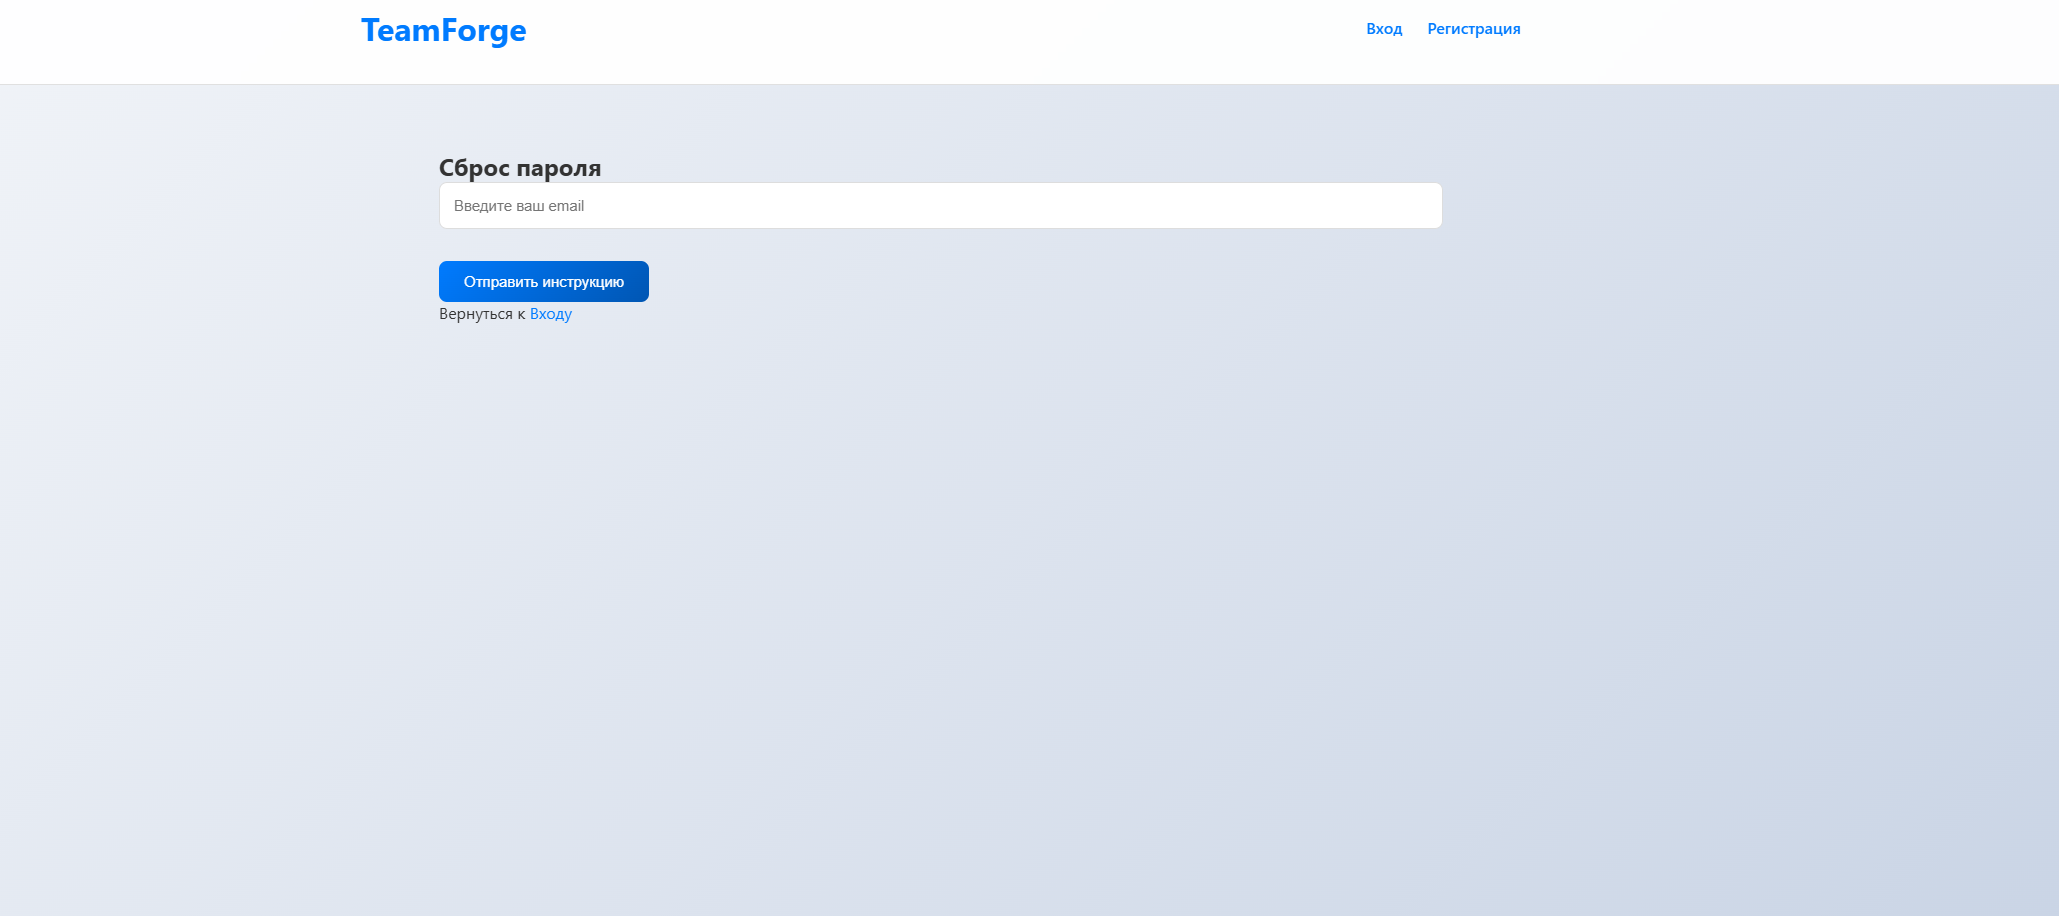 TeamForge
Вход Регистрация
Сброс пароля
Введите ваш email
Отправить инструкцию
Вернуться к Входу